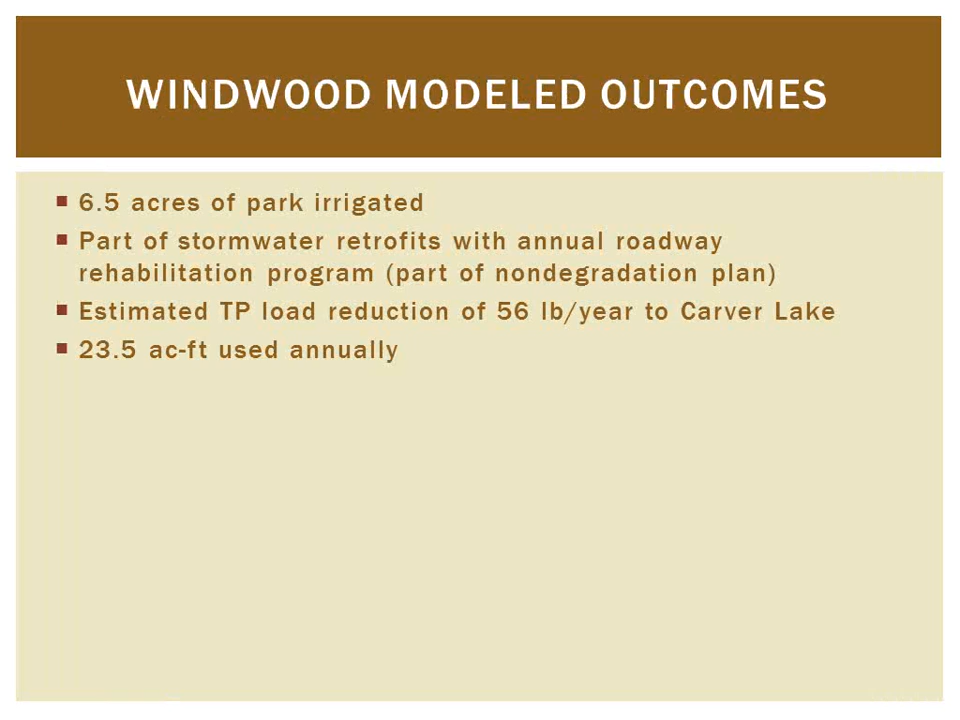 WINDWOOD MODELED OUTCOMES
6.5 acres of park irrigated
Part of stormwater retrofits with annual roadway
rehabilitation program (part of nondegradation plan)
Estimated TP load reduction of 56 lb/year to Carver Lake
23.5 ac-ft used annually